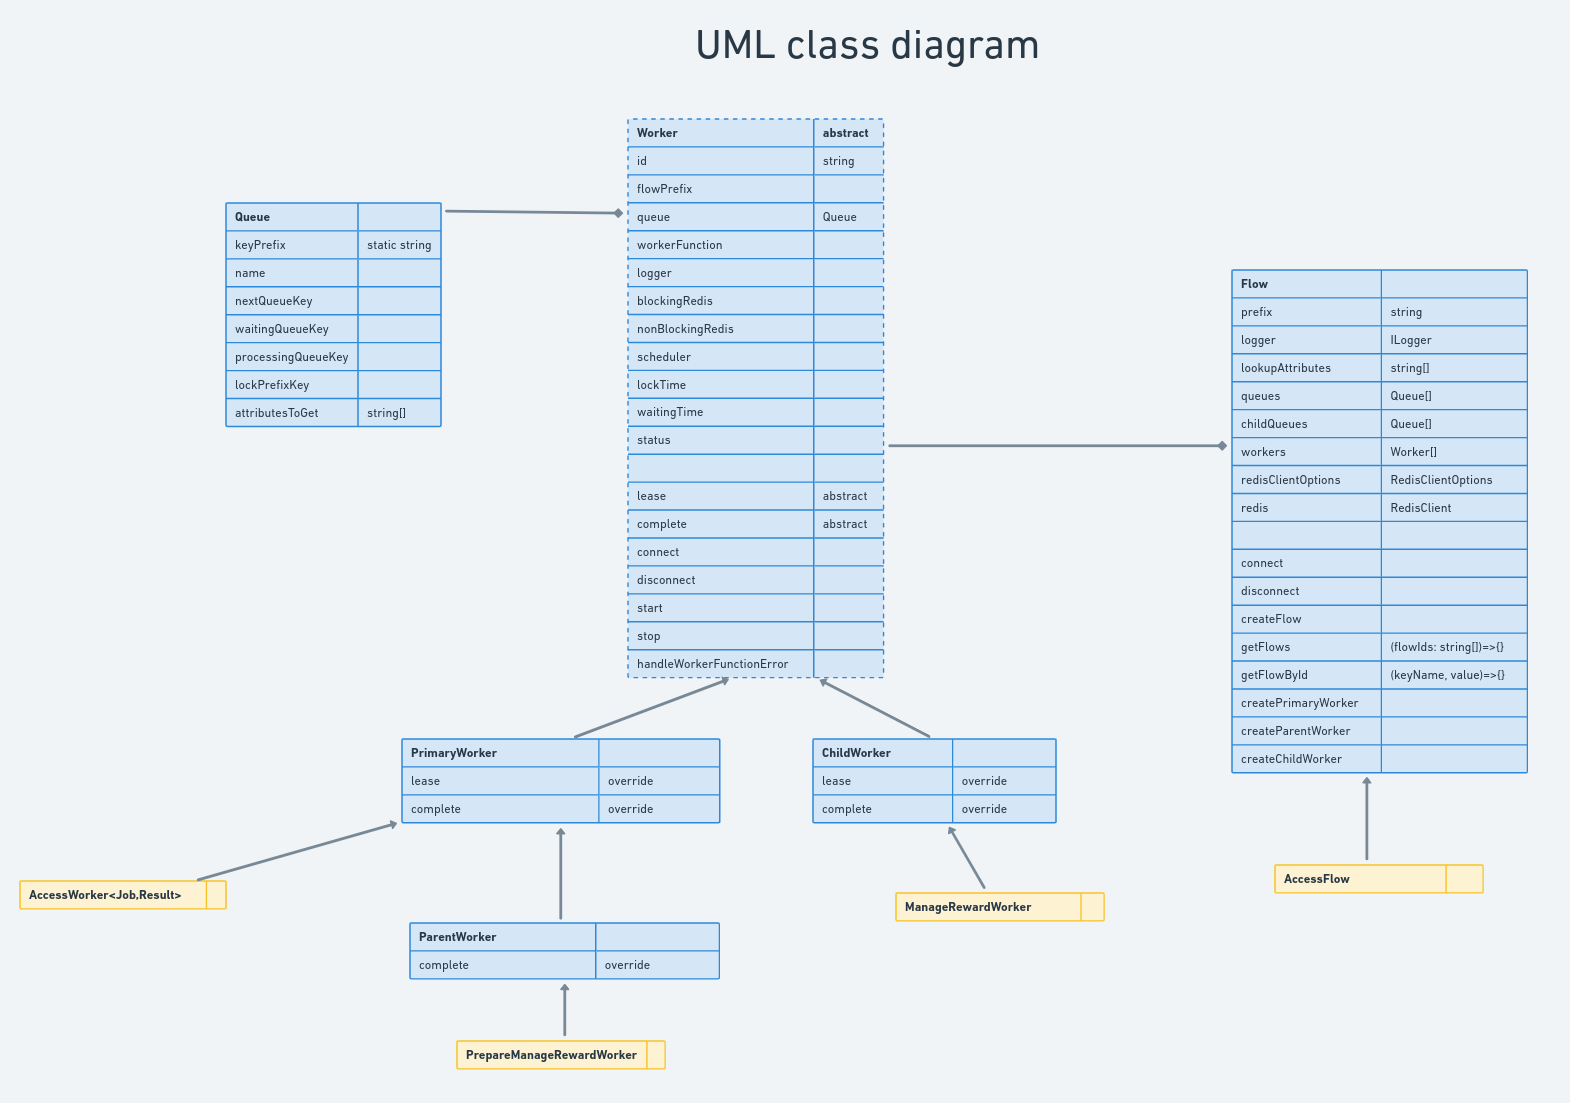 UML class diagram
Worker abstract
id string
flowPrefix
queue Queue
workerFunction
logger
blockingRedis
nonBlockingRedis
scheduler
lockTime
waitingTime
status
lease abstract
complete abstract
connect
disconnect
start
stop
handleWorkerFunctionError
Queue
keyPrefix static string
name
nextQueueKey
waitingQueueKey
processingQueueKey
lockPrefixKey
attributesToGet string[]
Flow
prefix string
logger ILogger
lookupAttributes string[]
queues Queue[]
childQueues Queue[]
workers Worker[]
redisClientOptions RedisClientOptions
redis RedisClient
connect
disconnect
createFlow
getFlows (flowIds: string[])=>{}
getFlowById (keyName, value)=>{}
createPrimaryWorker
createParentWorker
createChildWorker
PrimaryWorker
lease override
complete override
ChildWorker
lease override
complete override
AccessWorker<Job,Result>
ManageRewardWorker
AccessFlow
ParentWorker
complete override
PrepareManageRewardWorker